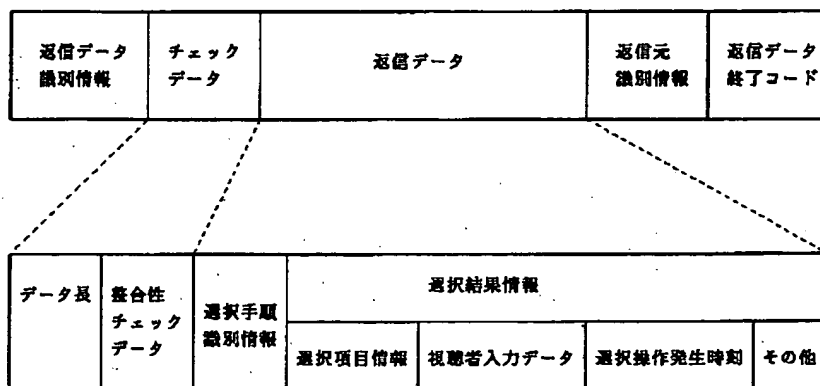 返信データ
識別情報
チェック
データ
返信データ
返信元
識別情報
返信データ
終了コード
データ長
整合性
チェック
データ
選択手順
識別情報
選択結果情報
選択項目情報
視聴者入力データ
選択操作発生時刻
その他